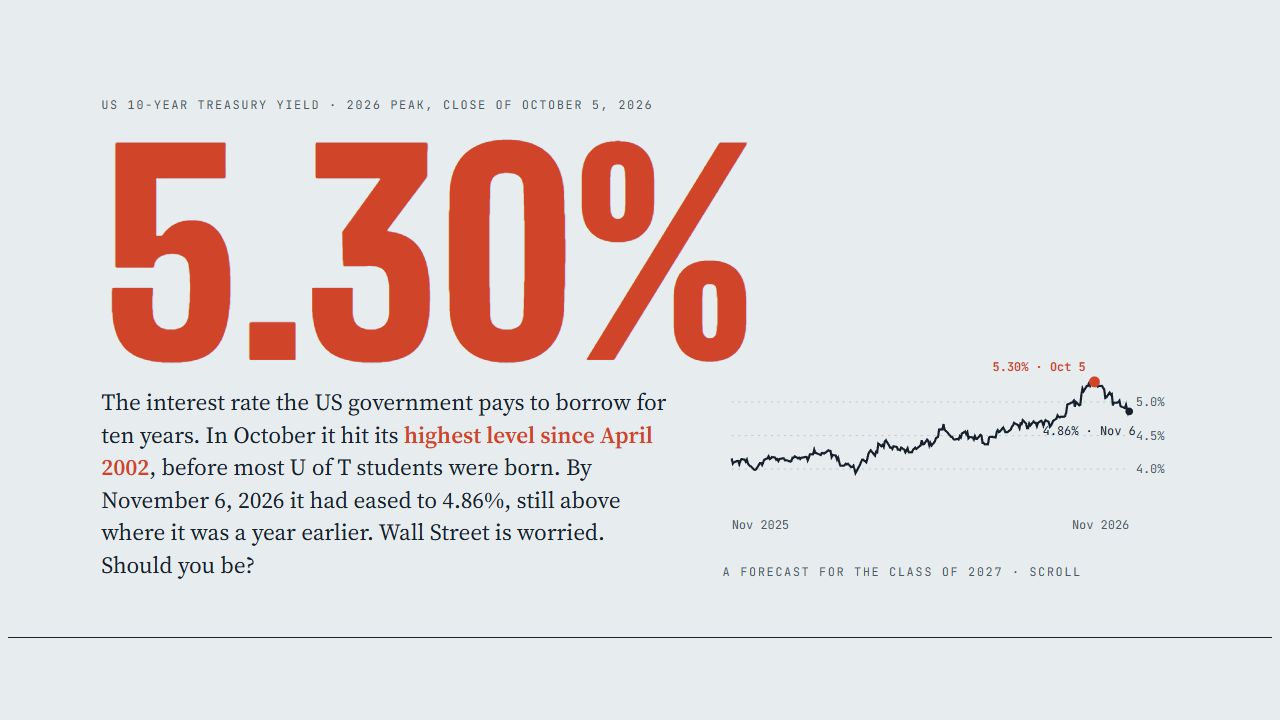 US 10-YEAR TREASURY YIELD · 2026 PEAK, CLOSE OF OCTOBER 5, 2026
5.30%
The interest rate the US government pays to borrow for
ten years. In October it hit its highest level since April
2002, before most U of T students were born. By
November 6, 2026 it had eased to 4.86%, still above
where it was a year earlier. Wall Street is worried.
Should you be?
5.30% · Oct 5
5.0%
4.86% · Nov 6
4.5%
4.0%
Nov 2025
Nov 2026
A FORECAST FOR THE CLASS OF 2027 · SCROLL